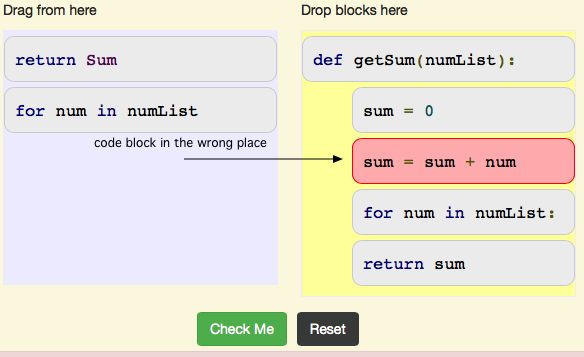 Drag from here
Drop blocks here
return Sum
for num in numList
code block in the wrong place
def getSum(numList):
sum = 0
sum = sum + num
for num in numList:
return sum
Check Me
Reset